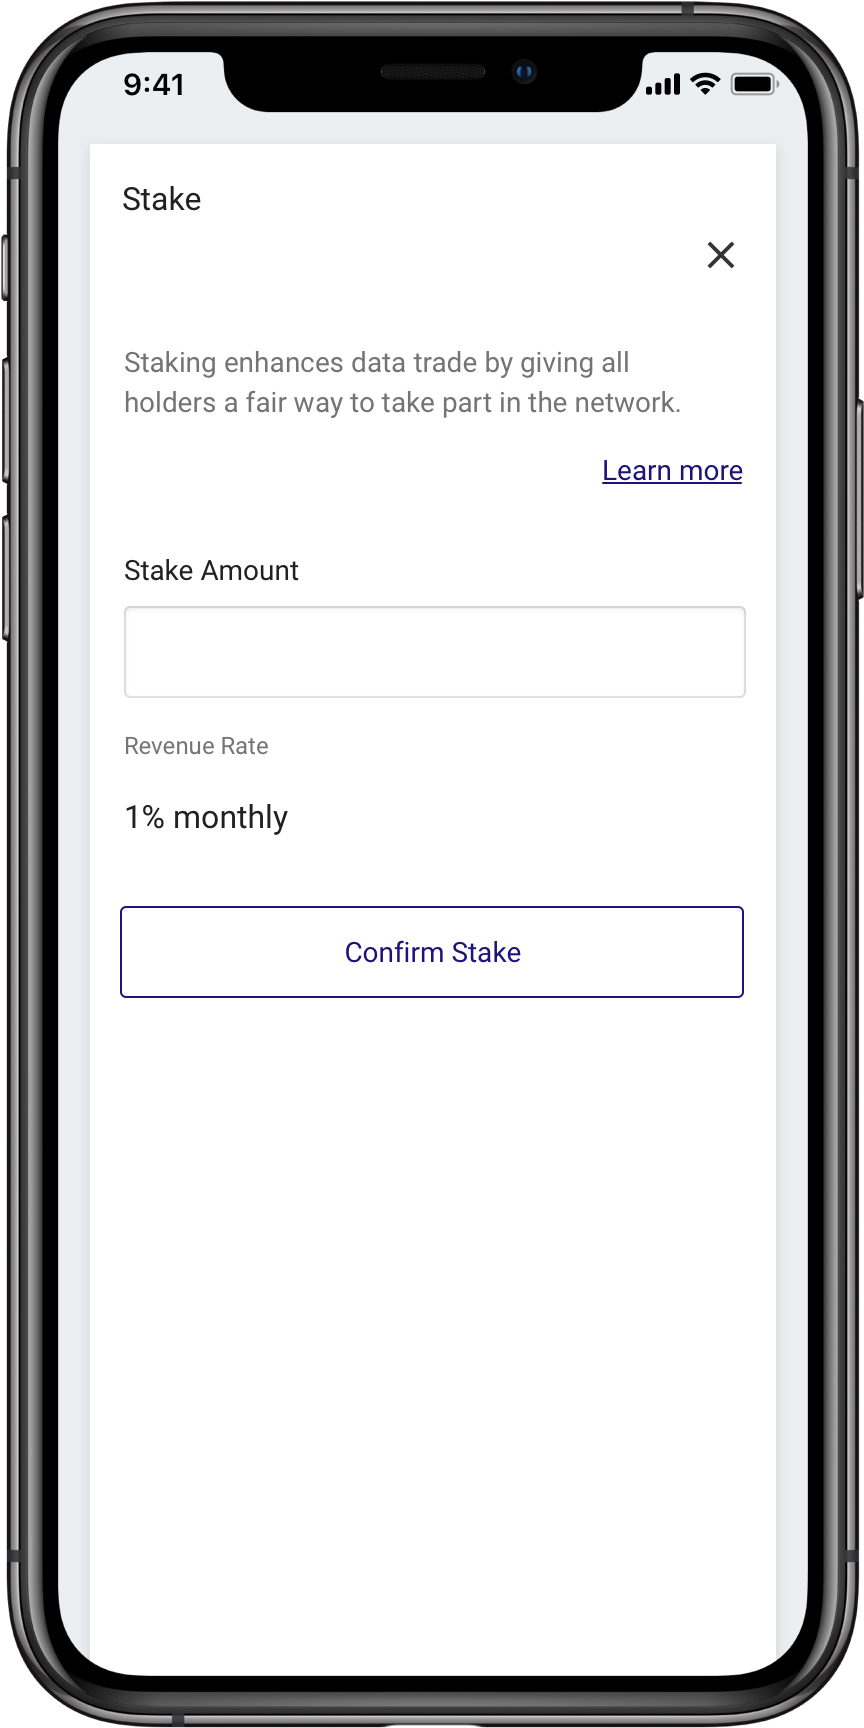 9:41
Stake
Staking enhances data trade by giving all
holders a fair way to take part in the network.
Learn more
Stake Amount
Revenue Rate
1% monthly
Confirm Stake